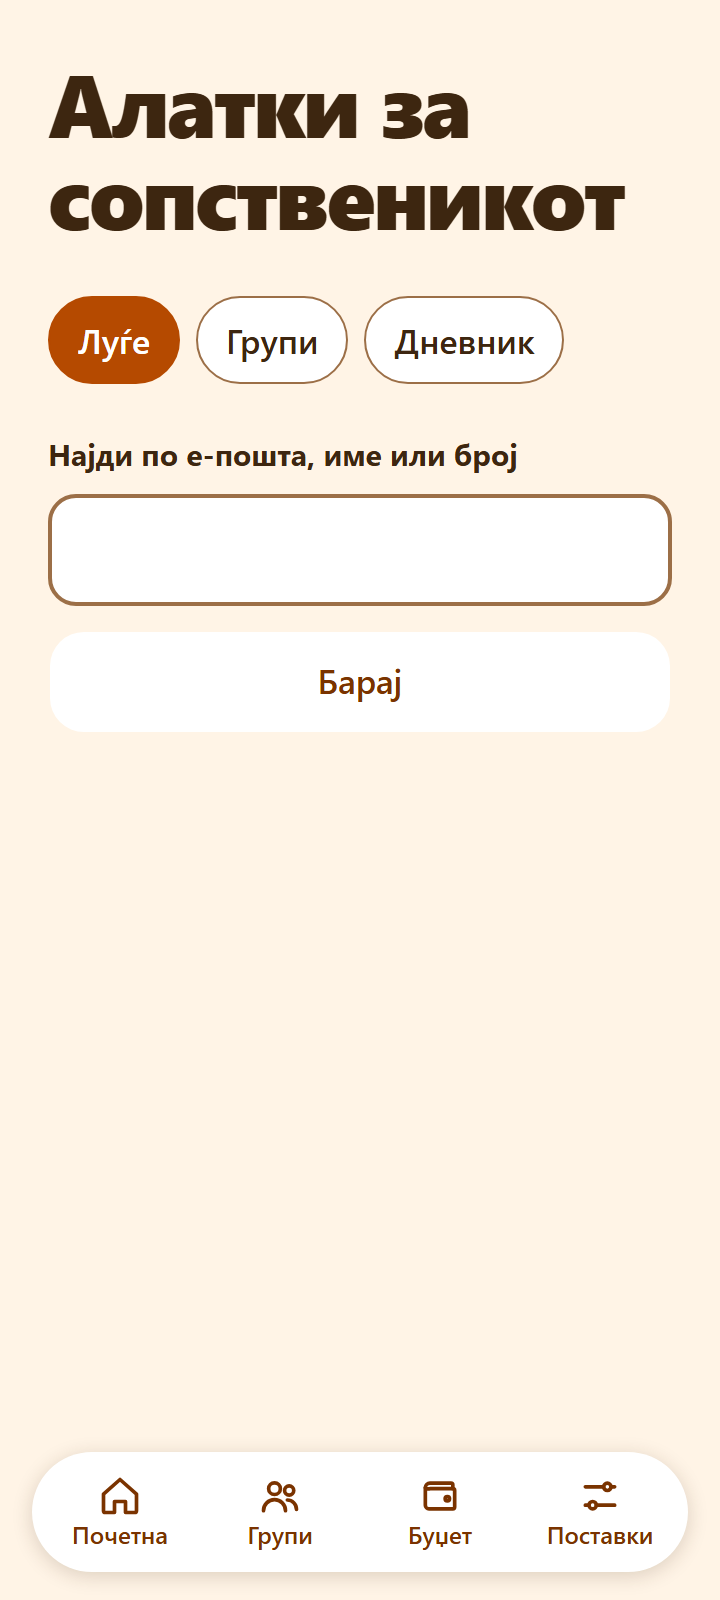 Алатки за
сопственикот
Луѓе
Групи
Дневник
Најди по е-пошта, име или број
Барај
Почетна
Групи
Буџет
Поставки